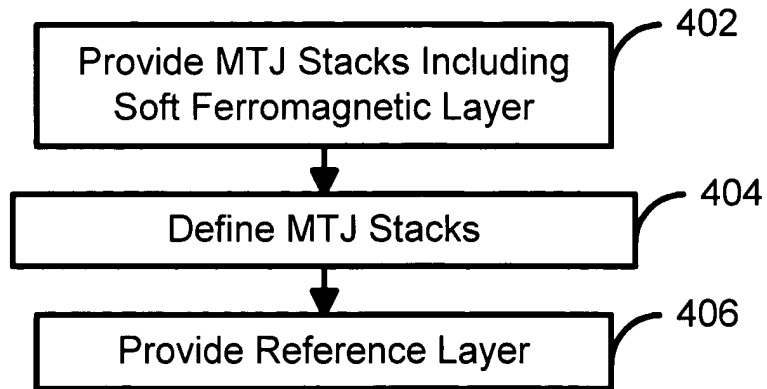 402
Provide MTJ Stacks Including
Soft Ferromagnetic Layer
404
Define MTJ Stacks
406
Provide Reference Layer